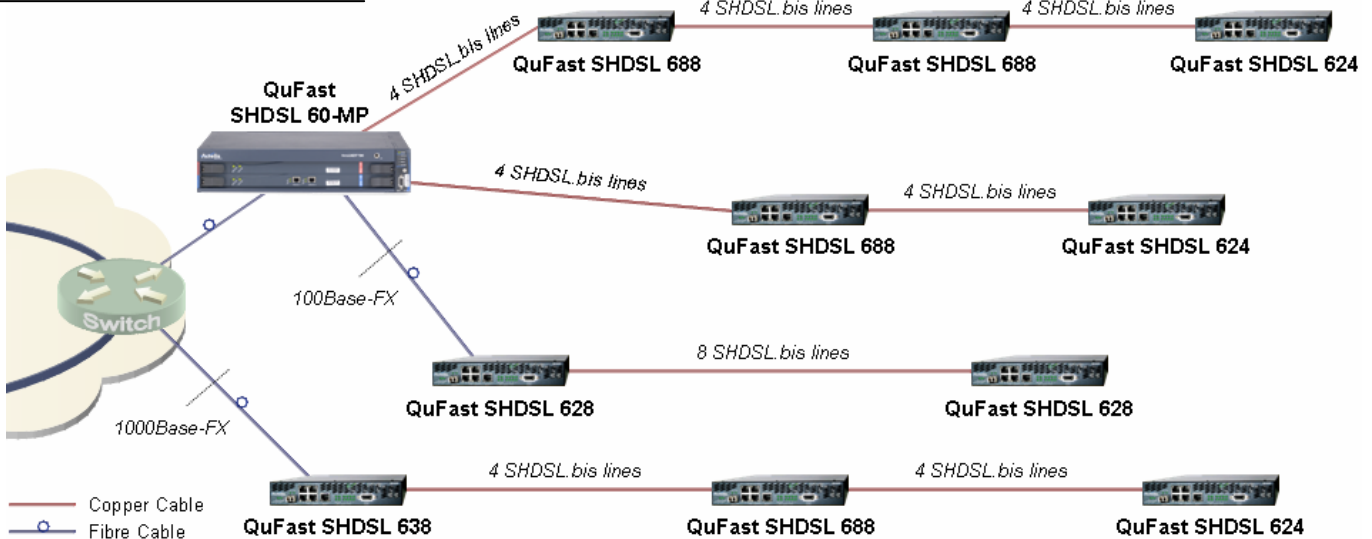 4 SHDSL.bis lines
4 SHDSL.bis lines
4 SHDSL.bis lines
QuFast SHDSL 688
QuFast SHDSL 688
QuFast SHDSL 624
QuFast
SHDSL 60-MP
4 SHDSL.bis lines
4 SHDSL.bis lines
QuFast SHDSL 688
QuFast SHDSL 624
100Base-FX
Switch
8 SHDSL.bis lines
QuFast SHDSL 628
QuFast SHDSL 628
1000Base-FX
4 SHDSL.bis lines
4 SHDSL.bis lines
QuFast SHDSL 638
QuFast SHDSL 688
QuFast SHDSL 624
Copper Cable
Fibre Cable